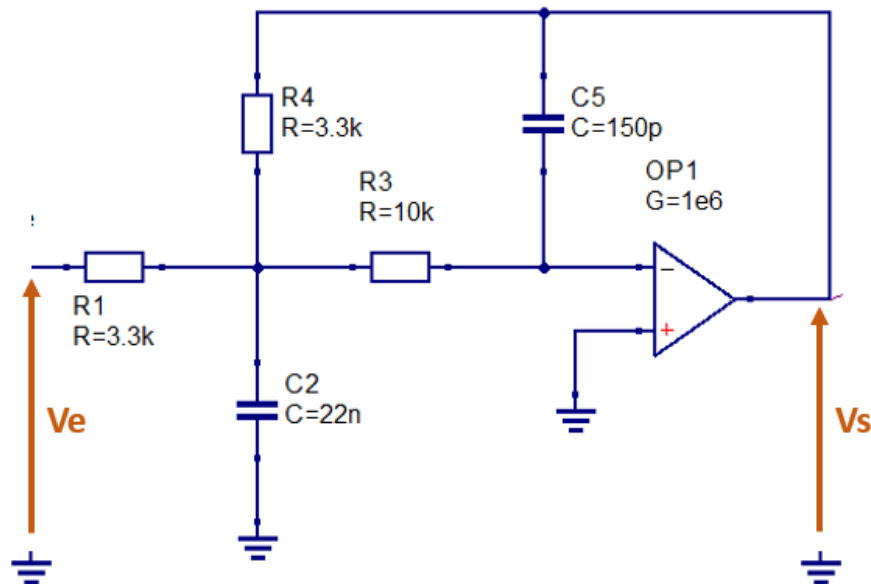 R4
R=3.3k
C5
C=150p
OP1
G=1e6
R3
R=10k
e
−
+
R1
R=3.3k
C2
C=22n
Ve
Vs